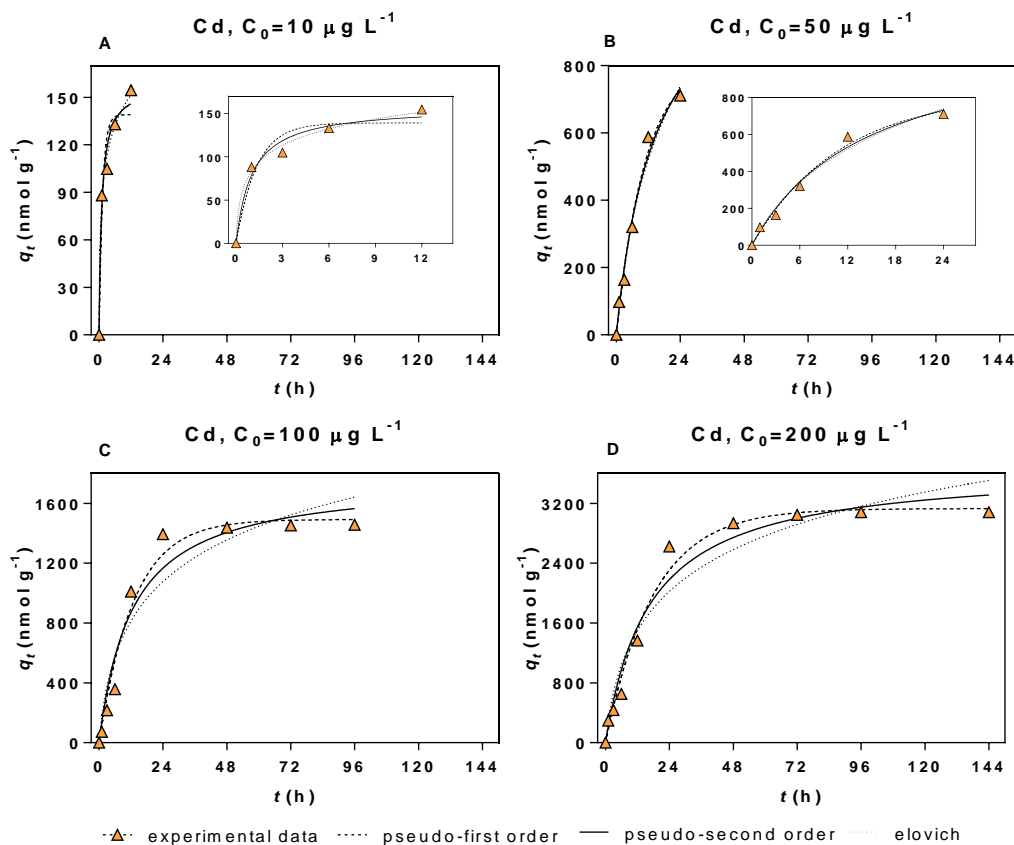 Cd, C₀=10 μg L⁻¹
A
150
120
90
60
30
0
qₜ (nmol g⁻¹)
150
100
50
0
0 3 6 9 12
0 24 48 72 96 120 144
t (h)
Cd, C₀=50 μg L⁻¹
B
800
600
400
200
0
qₜ (nmol g⁻¹)
800
600
400
200
0
0 6 12 18 24
0 24 48 72 96 120 144
t (h)
Cd, C₀=100 μg L⁻¹
C
1600
1200
800
400
0
qₜ (nmol g⁻¹)
0 24 48 72 96 120 144
t (h)
Cd, C₀=200 μg L⁻¹
D
3200
2400
1600
800
0
qₜ (nmol g⁻¹)
0 24 48 72 96 120 144
t (h)
experimental data pseudo-first order pseudo-second order elovich